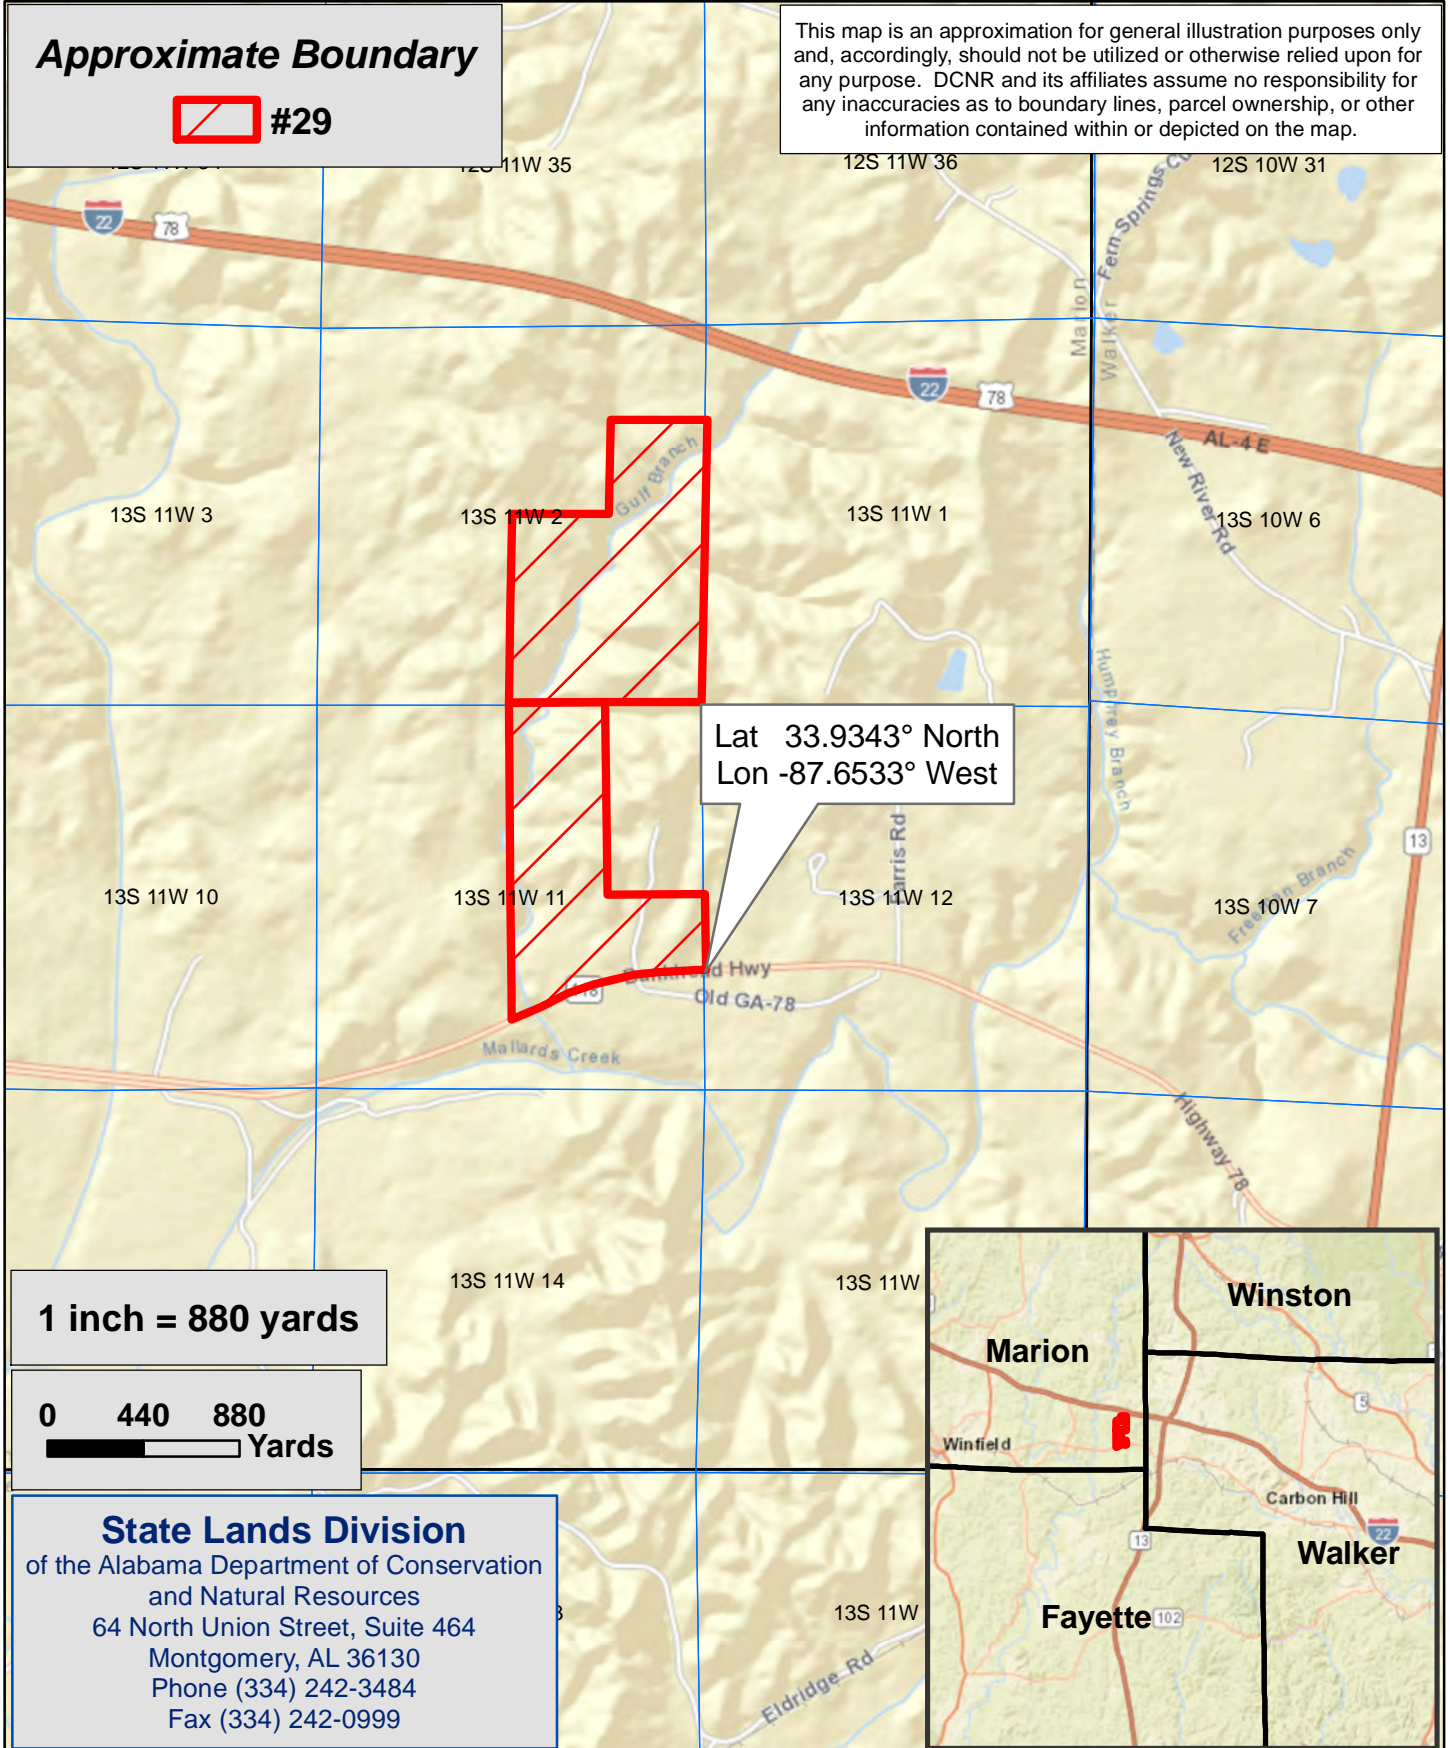 Approximate Boundary
#29
This map is an approximation for general illustration purposes only
and, accordingly, should not be utilized or otherwise relied upon for
any purpose. DCNR and its affiliates assume no responsibility for
any inaccuracies as to boundary lines, parcel ownership, or other
information contained within or depicted on the map.
12S 11W 35
12S 11W 36
12S 10W 31
Fern Springs
22
78
Marion
Walker
22
78
AL-4 E
New River Rd
Gulf Branch
13S 11W 3
13S 11W 2
13S 11W 1
13S 10W 6
Humphrey Branch
Lat 33.9343° North
Lon -87.6533° West
13
13S 11W 10
13S 11W 11
13S 11W 12
13S 10W 7
Bankhead Hwy
Old GA-78
Mallards Creek
Highway 78
13S 11W 14
13S 11W
1 inch = 880 yards
0 440 880
Yards
State Lands Division
of the Alabama Department of Conservation
and Natural Resources
64 North Union Street, Suite 464
Montgomery, AL 36130
Phone (334) 242-3484
Fax (334) 242-0999
13S 11W
Eldridge Rd
Winston
Marion
5
Winfield
Carbon Hill
22
13
Walker
Fayette
102